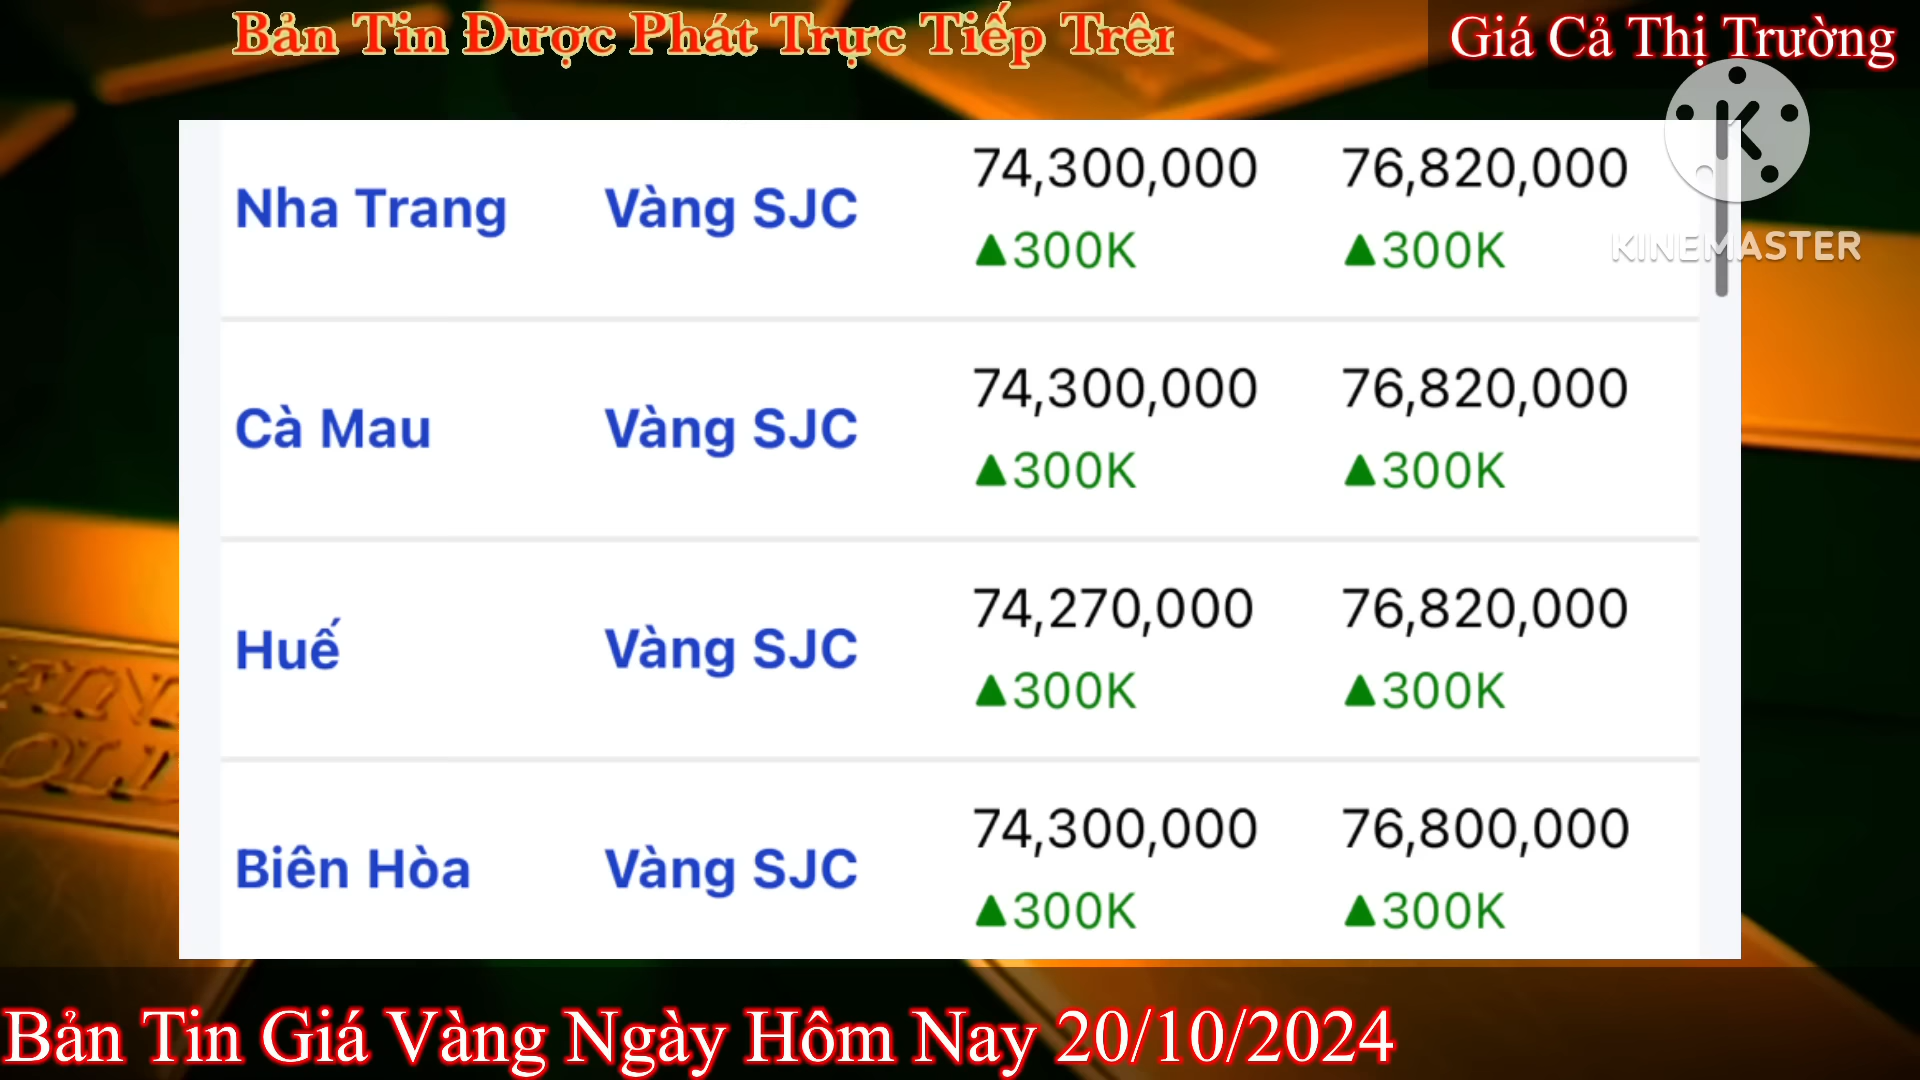 Bản Tin Được Phát Trực Tiếp Trên
Giá Cả Thị Trường
KINEMASTER
Nha Trang Vàng SJC 74,300,000 76,820,000
▲300K ▲300K
Cà Mau Vàng SJC 74,300,000 76,820,000
▲300K ▲300K
Huế Vàng SJC 74,270,000 76,820,000
▲300K ▲300K
Biên Hòa Vàng SJC 74,300,000 76,800,000
▲300K ▲300K
Bản Tin Giá Vàng Ngày Hôm Nay 20/10/2024